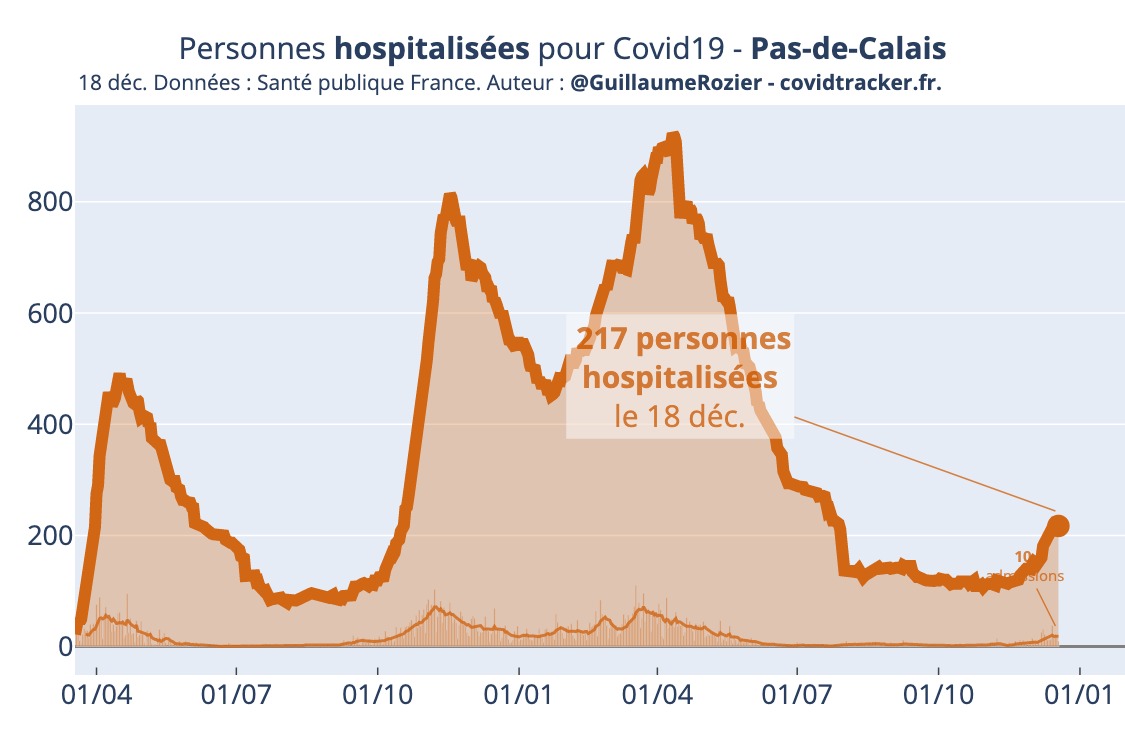 Personnes hospitalisées pour Covid19 - Pas-de-Calais
18 déc. Données : Santé publique France. Auteur : @GuillaumeRozier - covidtracker.fr.
800
600
400
200
0
217 personnes
hospitalisées
le 18 déc.
10
admissions
01/04
01/07
01/10
01/01
01/04
01/07
01/10
01/01